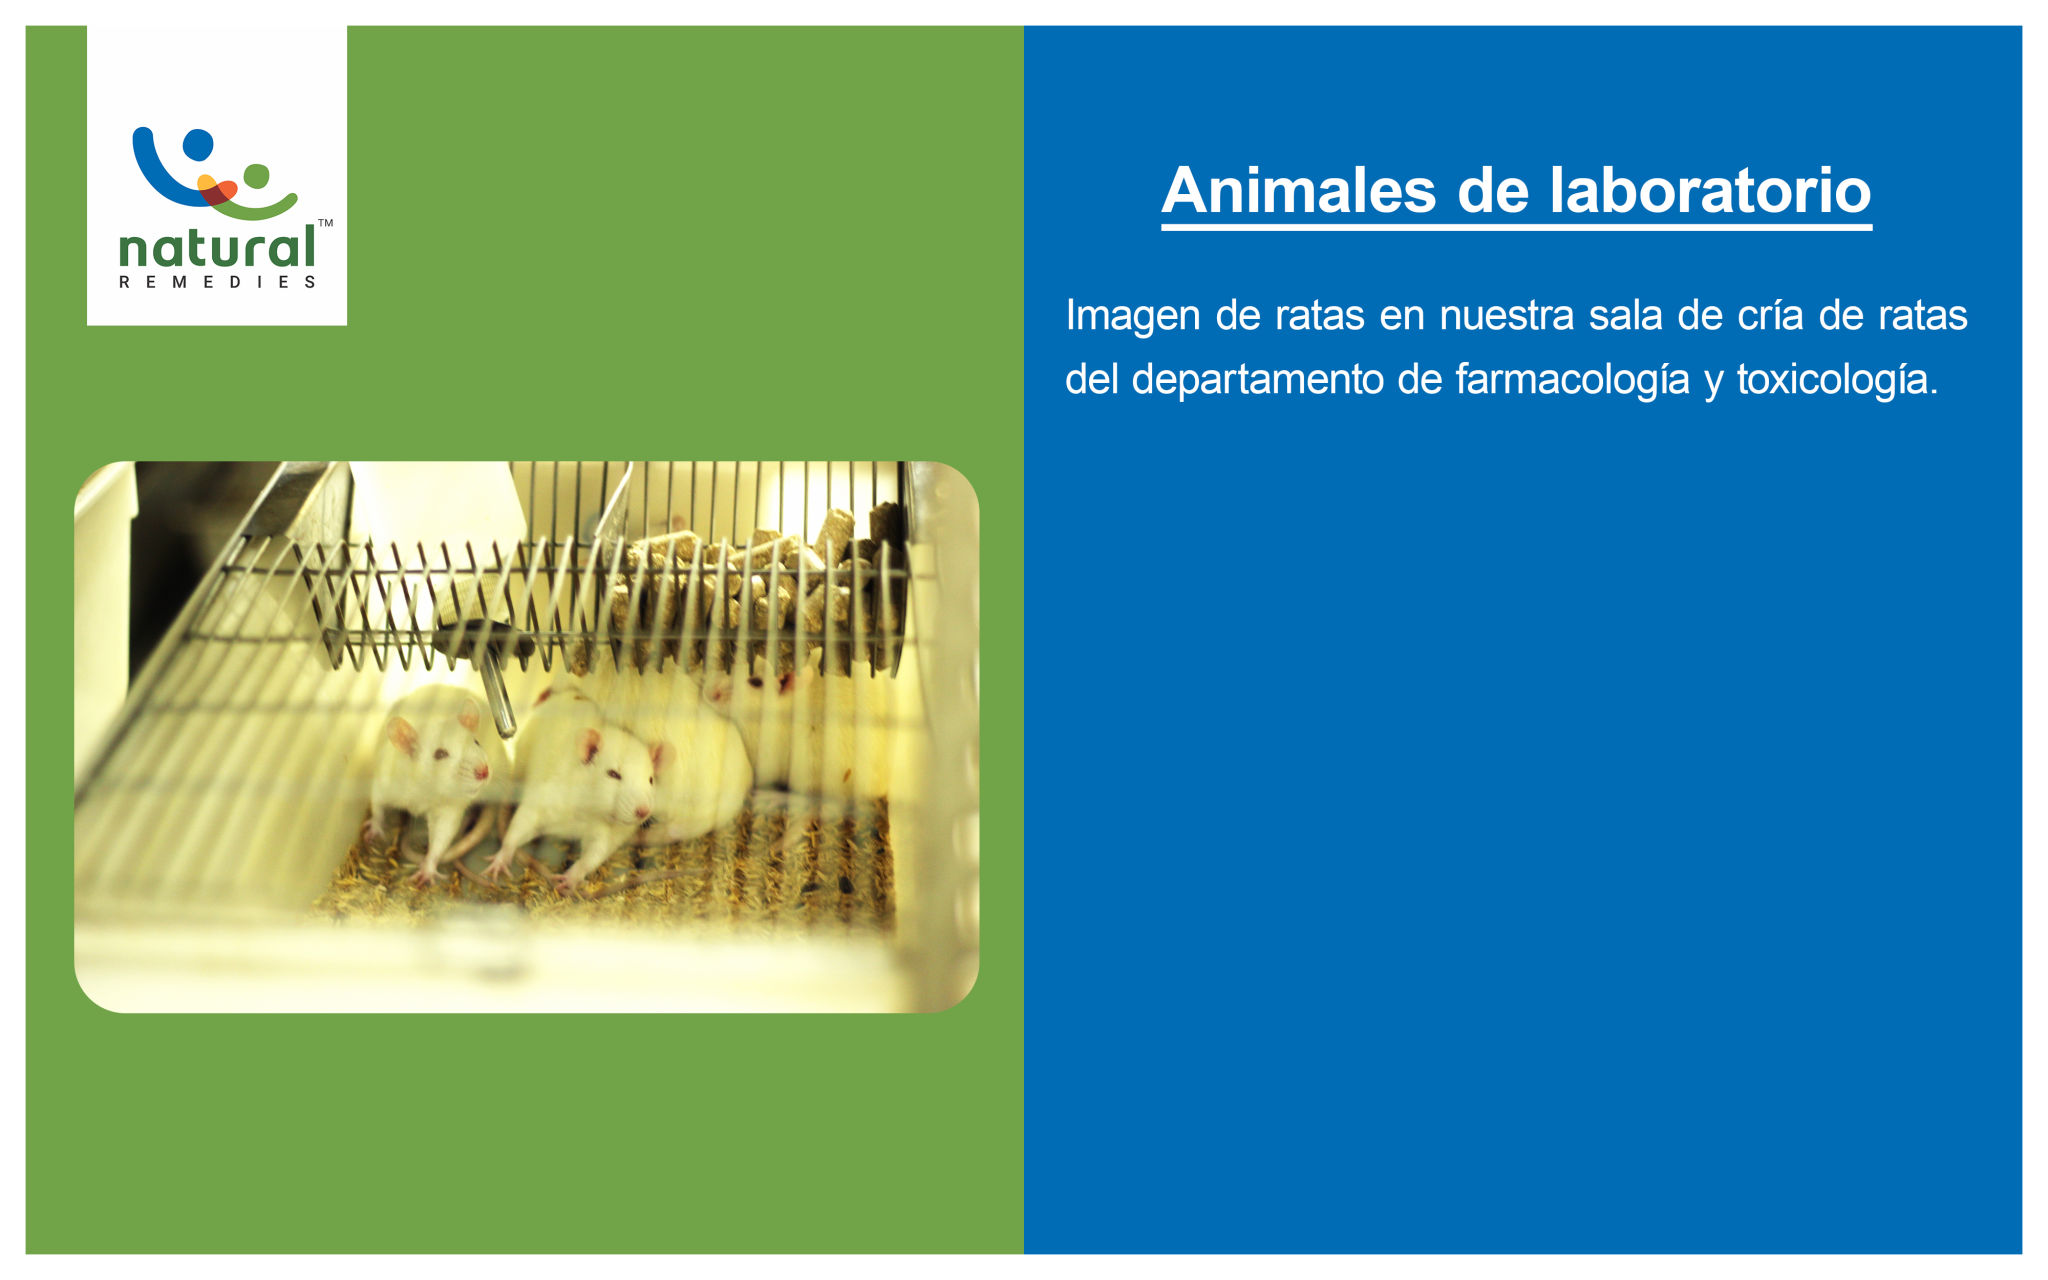 natural™
REMEDIES
Animales de laboratorio
Imagen de ratas en nuestra sala de cría de ratas
del departamento de farmacología y toxicología.